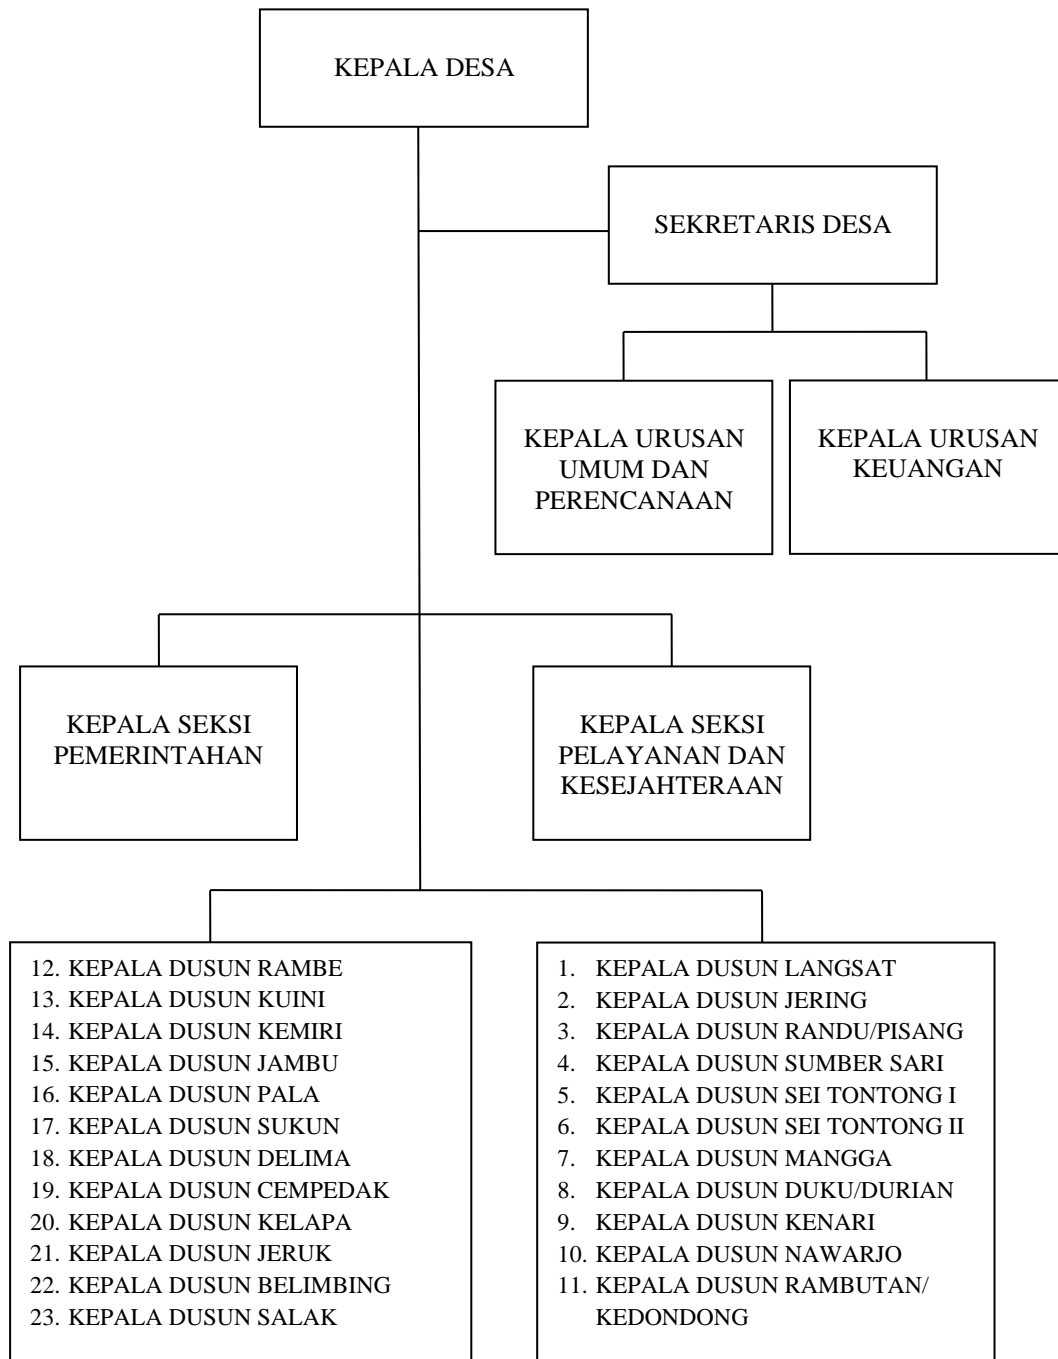 KEPALA DESA
SEKRETARIS DESA
KEPALA URUSAN
UMUM DAN
PERENCANAAN
KEPALA URUSAN
KEUANGAN
KEPALA SEKSI
PEMERINTAHAN
KEPALA SEKSI
PELAYANAN DAN
KESEJAHTERAAN
12. KEPALA DUSUN RAMBE
13. KEPALA DUSUN KUINI
14. KEPALA DUSUN KEMIRI
15. KEPALA DUSUN JAMBU
16. KEPALA DUSUN PALA
17. KEPALA DUSUN SUKUN
18. KEPALA DUSUN DELIMA
19. KEPALA DUSUN CEMPEDAK
20. KEPALA DUSUN KELAPA
21. KEPALA DUSUN JERUK
22. KEPALA DUSUN BELIMBING
23. KEPALA DUSUN SALAK
1. KEPALA DUSUN LANGSAT
2. KEPALA DUSUN JERING
3. KEPALA DUSUN RANDU/PISANG
4. KEPALA DUSUN SUMBER SARI
5. KEPALA DUSUN SEI TONTONG I
6. KEPALA DUSUN SEI TONTONG II
7. KEPALA DUSUN MANGGA
8. KEPALA DUSUN DUKU/DURIAN
9. KEPALA DUSUN KENARI
10. KEPALA DUSUN NAWARJO
11. KEPALA DUSUN RAMBUTAN/
KEDONDONG